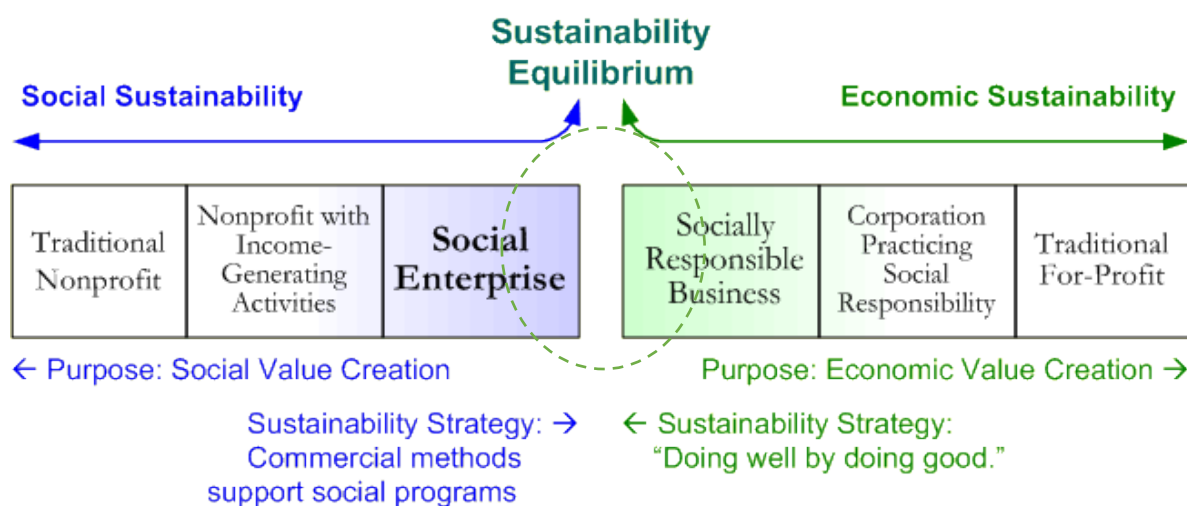 Sustainability
Equilibrium
Social Sustainability
Economic Sustainability
Traditional
Nonprofit
Nonprofit with
Income-
Generating
Activities
Social
Enterprise
Socially
Responsible
Business
Corporation
Practicing
Social
Responsibility
Traditional
For-Profit
← Purpose: Social Value Creation
Purpose: Economic Value Creation →
Sustainability Strategy: →
Commercial methods
support social programs
← Sustainability Strategy:
“Doing well by doing good.”